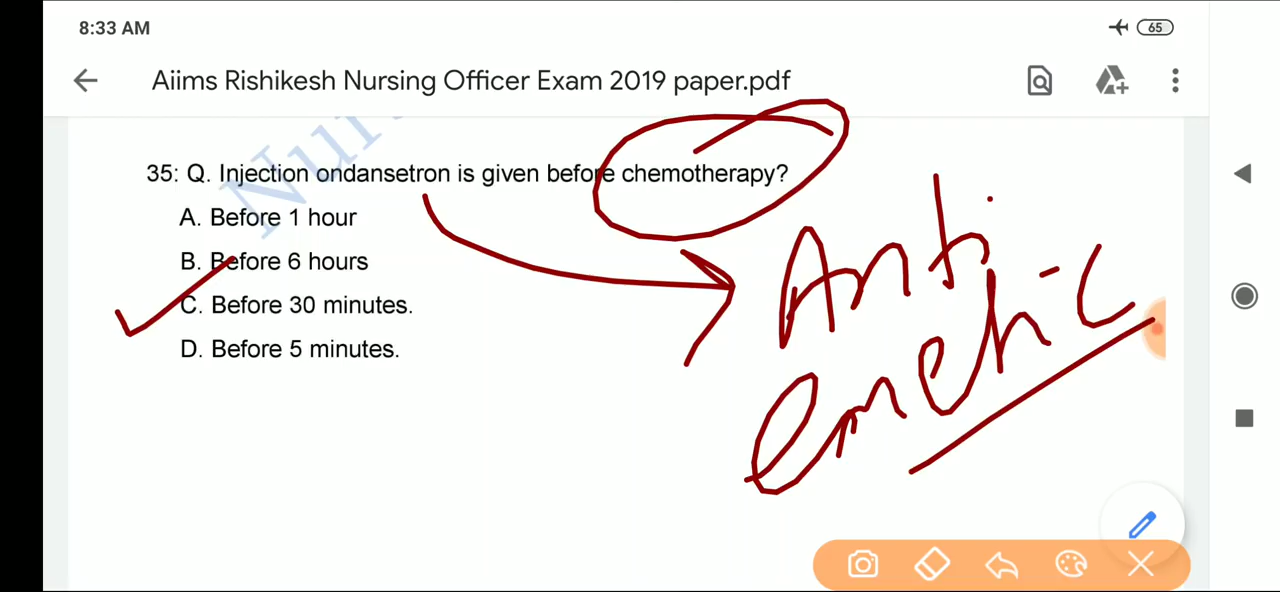 8:33 AM
65
Aiims Rishikesh Nursing Officer Exam 2019 paper.pdf
Nur
35: Q. Injection ondansetron is given before chemotherapy?
A. Before 1 hour
B. Before 6 hours
C. Before 30 minutes.
D. Before 5 minutes.
Anti
emetic